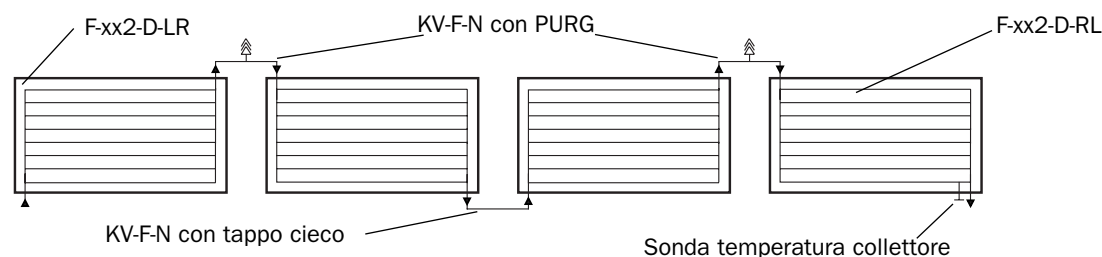 F-xx2-D-LR
KV-F-N con PURG
F-xx2-D-RL
KV-F-N con tappo cieco
Sonda temperatura collettore